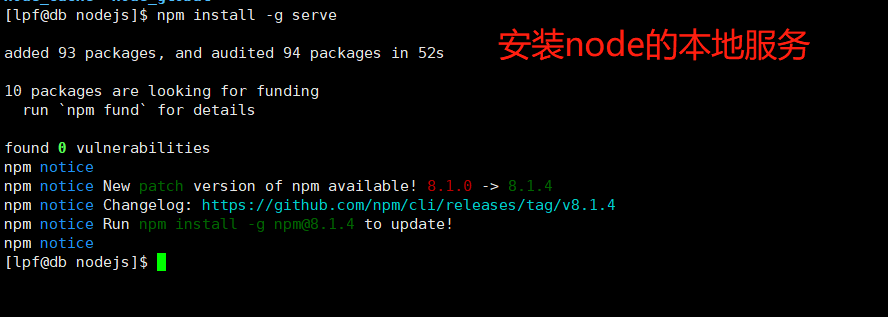 [lpf@db nodejs]$ npm install -g serve
安装node的本地服务
added 93 packages, and audited 94 packages in 52s
10 packages are looking for funding
  run `npm fund` for details
found 0 vulnerabilities
npm notice
npm notice New patch version of npm available! 8.1.0 -> 8.1.4
npm notice Changelog: https://github.com/npm/cli/releases/tag/v8.1.4
npm notice Run npm install -g npm@8.1.4 to update!
npm notice
[lpf@db nodejs]$